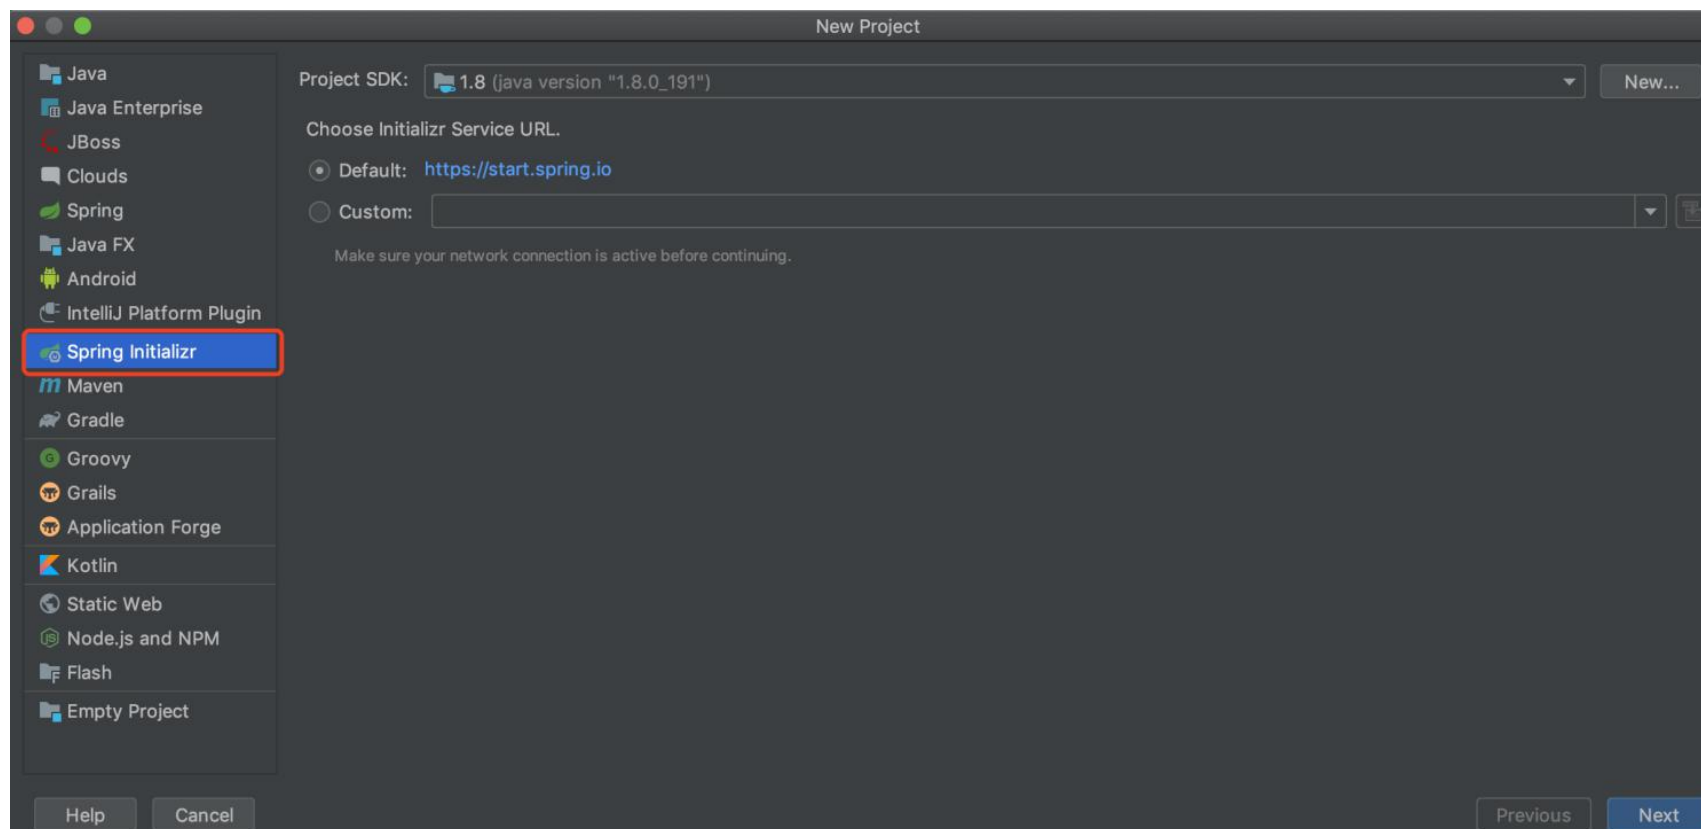 New Project
Java
Java Enterprise
JBoss
Clouds
Spring
Java FX
Android
IntelliJ Platform Plugin
Spring Initializr
Maven
Gradle
Groovy
Grails
Application Forge
Kotlin
Static Web
Node.js and NPM
Flash
Empty Project
Project SDK: 1.8 (java version "1.8.0_191") New...
Choose Initializr Service URL.
Default: https://start.spring.io
Custom:
Make sure your network connection is active before continuing.
Help Cancel Previous Next